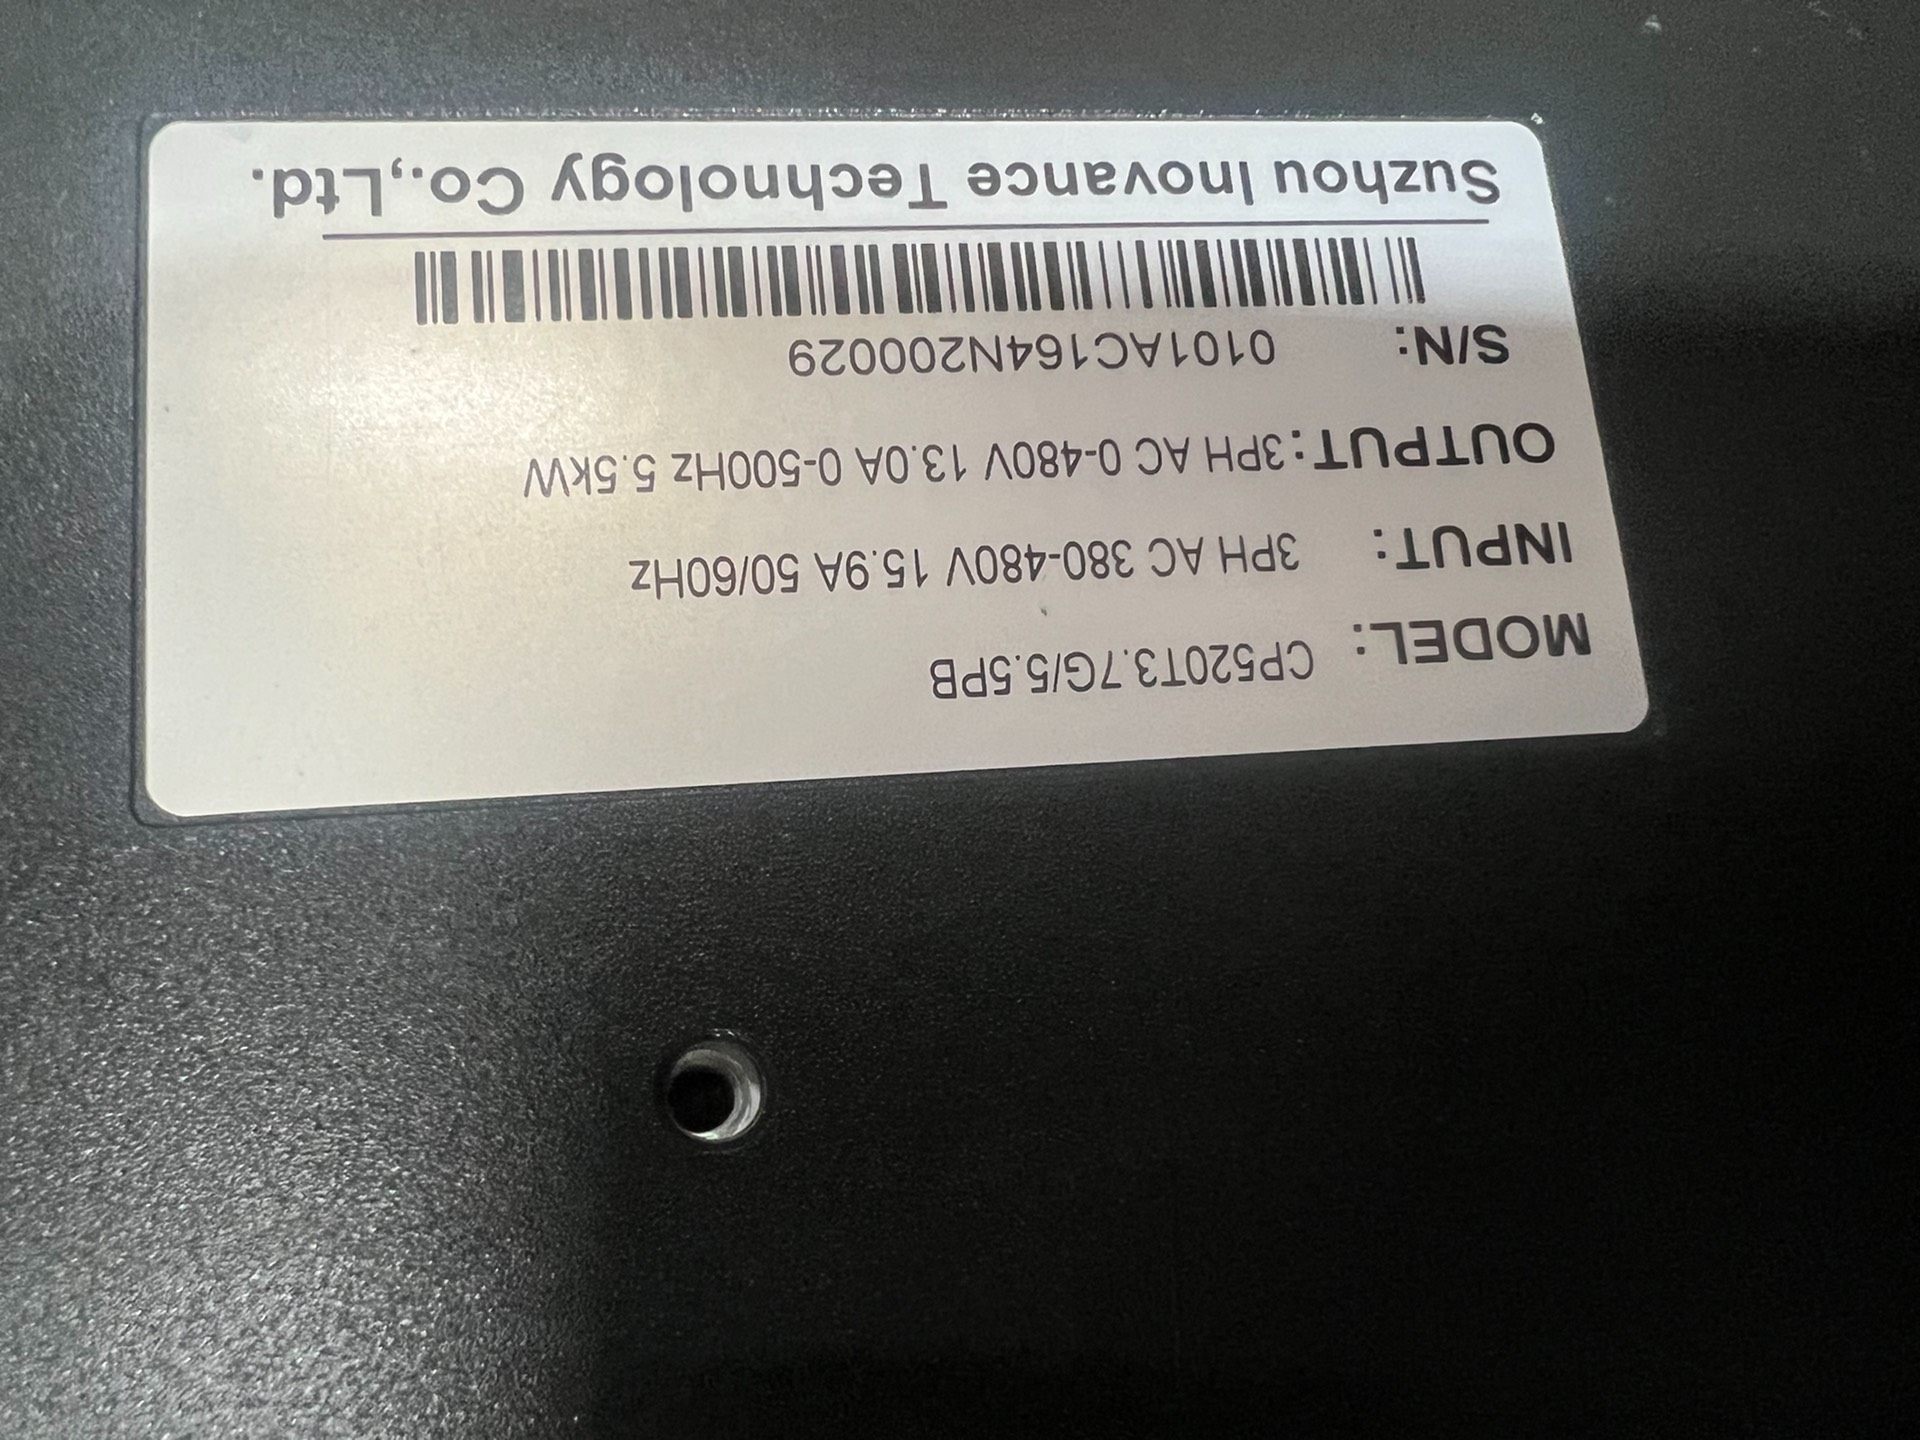 MODEL: CP520T3.7G/5.5PB
INPUT: 3PH AC 380-480V 15.9A 50/60Hz
OUTPUT: 3PH AC 0-480V 13.0A 0-500Hz 5.5kW
S/N: 0101AC164N200029
Suzhou Inovance Technology Co.,Ltd.